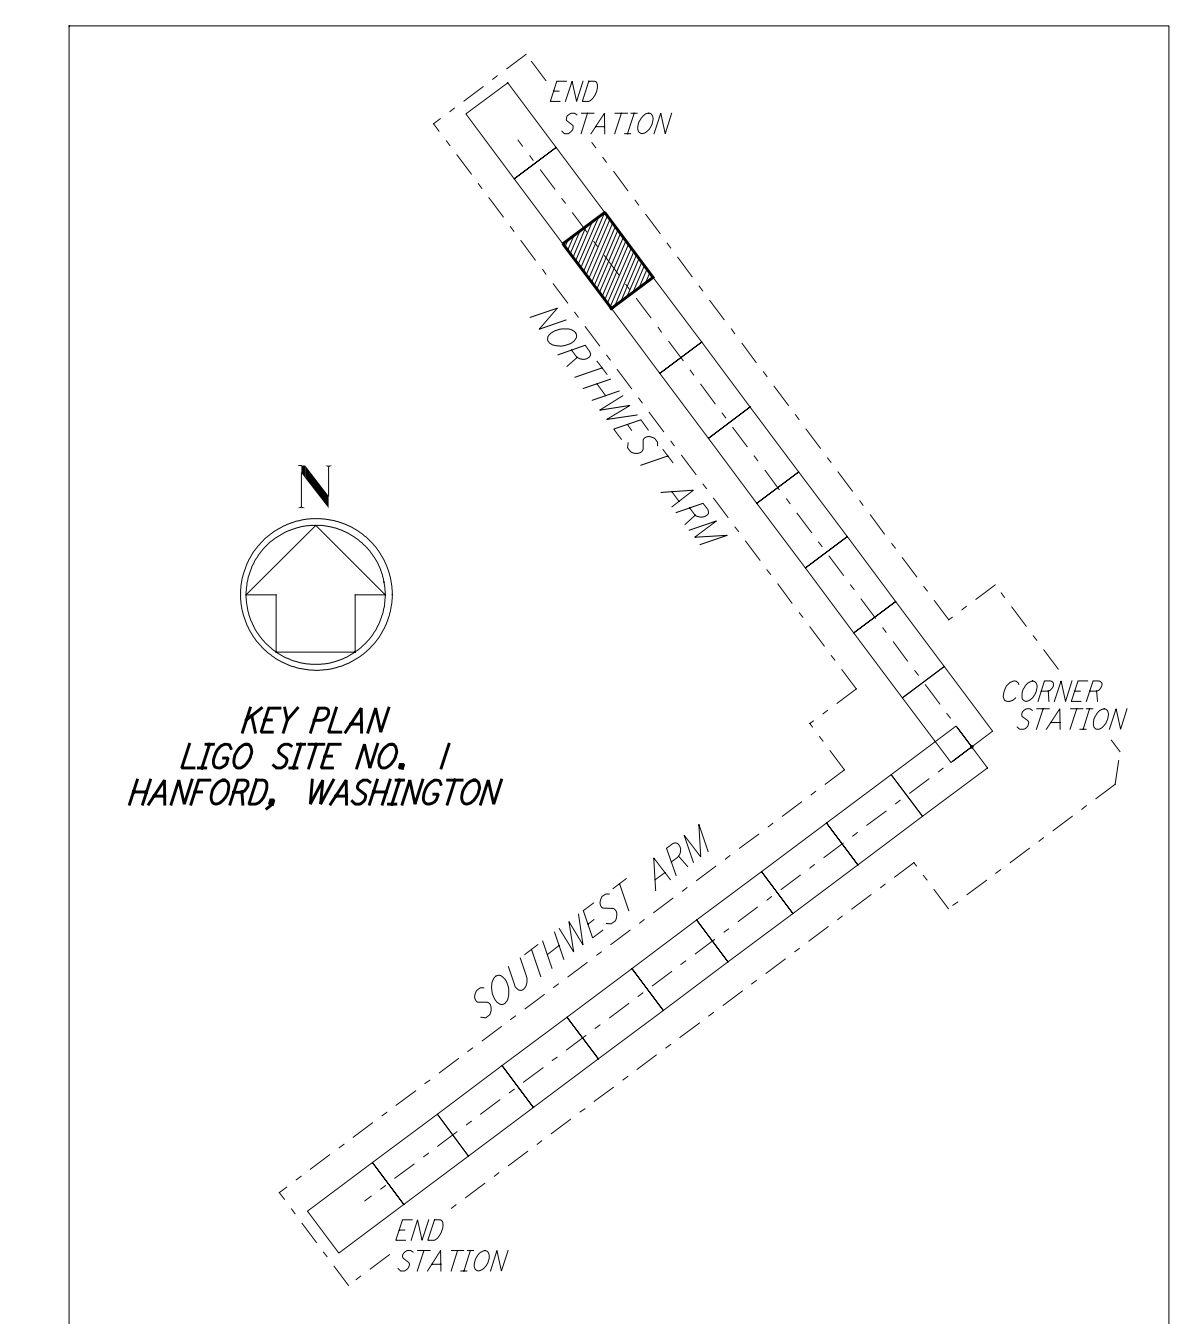 END
STATION
NORTHWEST ARM
N
CORNER
STATION
KEY PLAN
LIGO SITE NO. 1
HANFORD, WASHINGTON
SOUTHWEST ARM
END
STATION